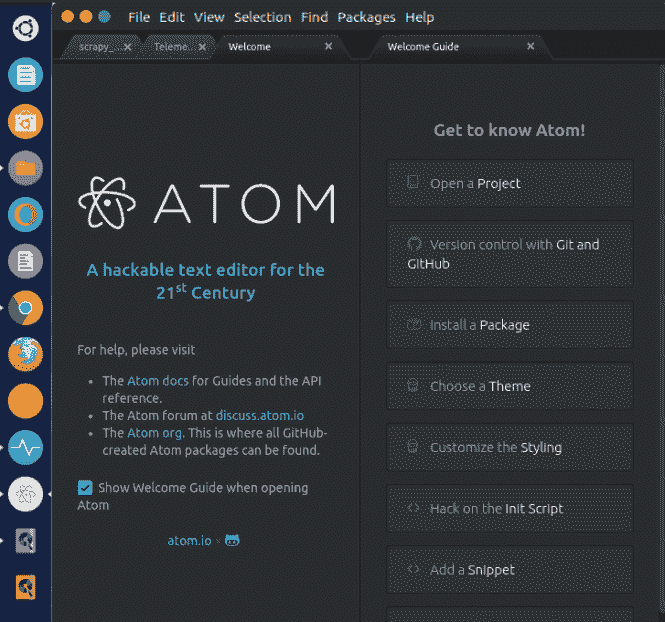 File Edit View Selection Find Packages Help
scrapy_...
Teleme...
Welcome
Welcome Guide
ATOM
A hackable text editor for the
21st Century
For help, please visit
• The Atom docs for Guides and the API
reference.
• The Atom forum at discuss.atom.io
• The Atom org. This is where all GitHub-
created Atom packages can be found.
Show Welcome Guide when opening
Atom
atom.io ×
Get to know Atom!
Open a Project
Version control with Git and
GitHub
Install a Package
Choose a Theme
Customize the Styling
Hack on the Init Script
Add a Snippet